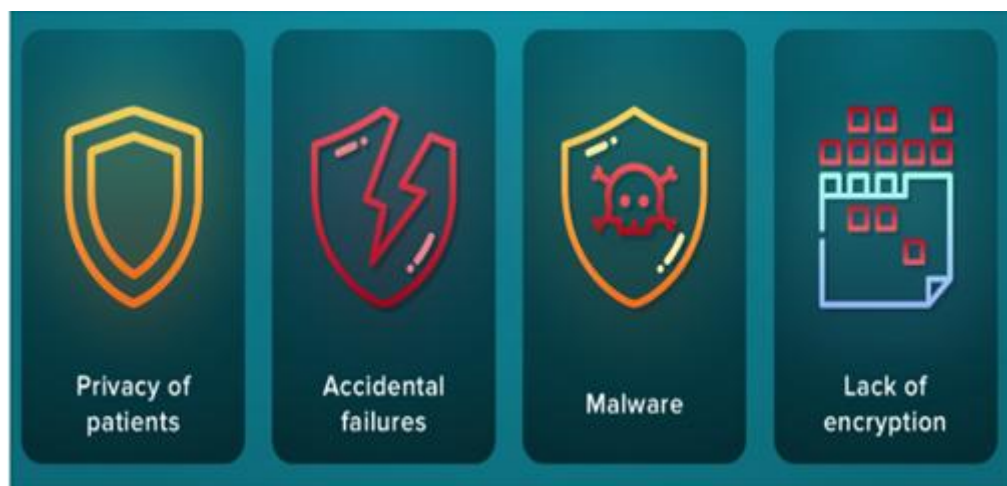 Privacy of
patients
Accidental
failures
Malware
Lack of
encryption